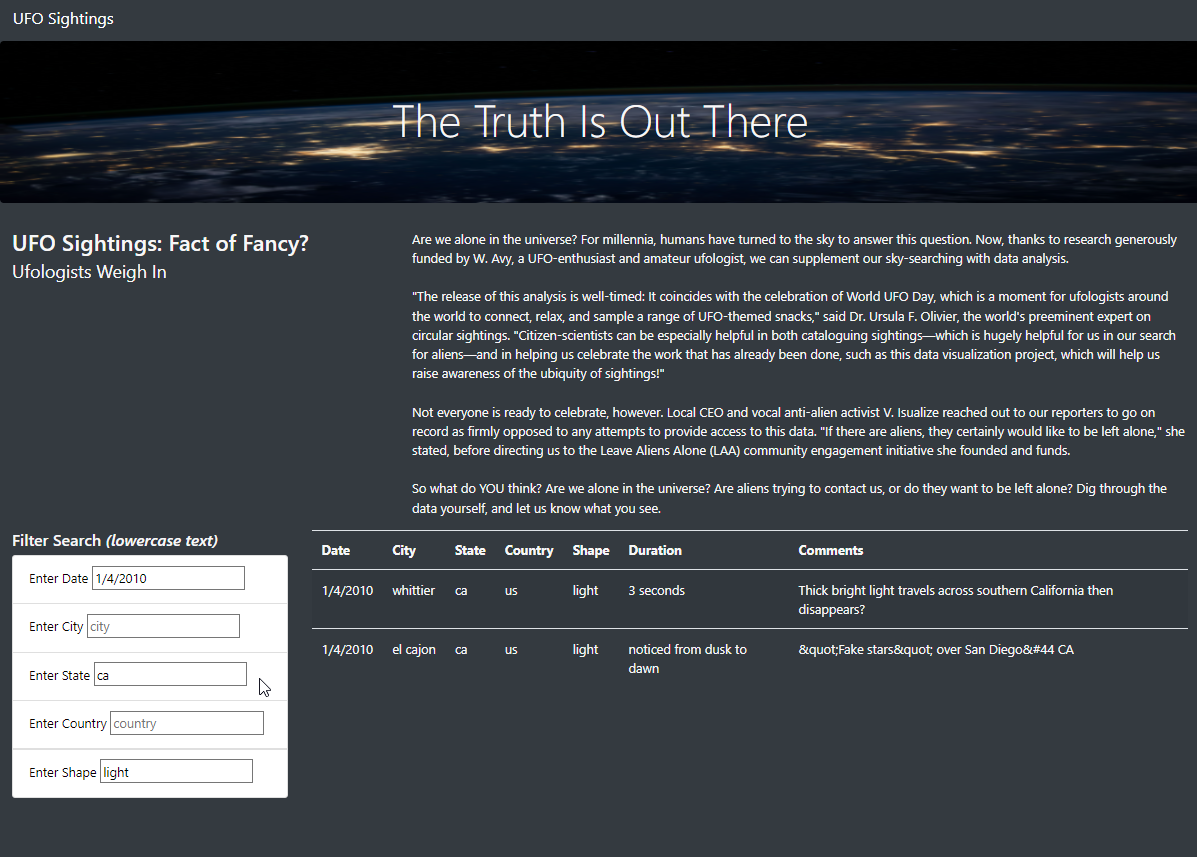 UFO Sightings
The Truth Is Out There
UFO Sightings: Fact of Fancy?
Ufologists Weigh In
Are we alone in the universe? For millennia, humans have turned to the sky to answer this question. Now, thanks to research generously
funded by W. Avy, a UFO-enthusiast and amateur ufologist, we can supplement our sky-searching with data analysis.
"The release of this analysis is well-timed: It coincides with the celebration of World UFO Day, which is a moment for ufologists around
the world to connect, relax, and sample a range of UFO-themed snacks," said Dr. Ursula F. Olivier, the world's preeminent expert on
circular sightings. "Citizen-scientists can be especially helpful in both cataloguing sightings—which is hugely helpful for us in our search
for aliens—and in helping us celebrate the work that has already been done, such as this data visualization project, which will help us
raise awareness of the ubiquity of sightings!"
Not everyone is ready to celebrate, however. Local CEO and vocal anti-alien activist V. Isualize reached out to our reporters to go on
record as firmly opposed to any attempts to provide access to this data. "If there are aliens, they certainly would like to be left alone," she
stated, before directing us to the Leave Aliens Alone (LAA) community engagement initiative she founded and funds.
So what do YOU think? Are we alone in the universe? Are aliens trying to contact us, or do they want to be left alone? Dig through the
data yourself, and let us know what you see.
Filter Search (lowercase text)
Enter Date 1/4/2010
Enter City city
Enter State ca
Enter Country country
Enter Shape light
Date City State Country Shape Duration Comments
1/4/2010 whittier ca us light 3 seconds Thick bright light travels across southern California then
disappears?
1/4/2010 el cajon ca us light noticed from dusk to &quot;Fake stars&quot; over San Diego&#44 CA
dawn